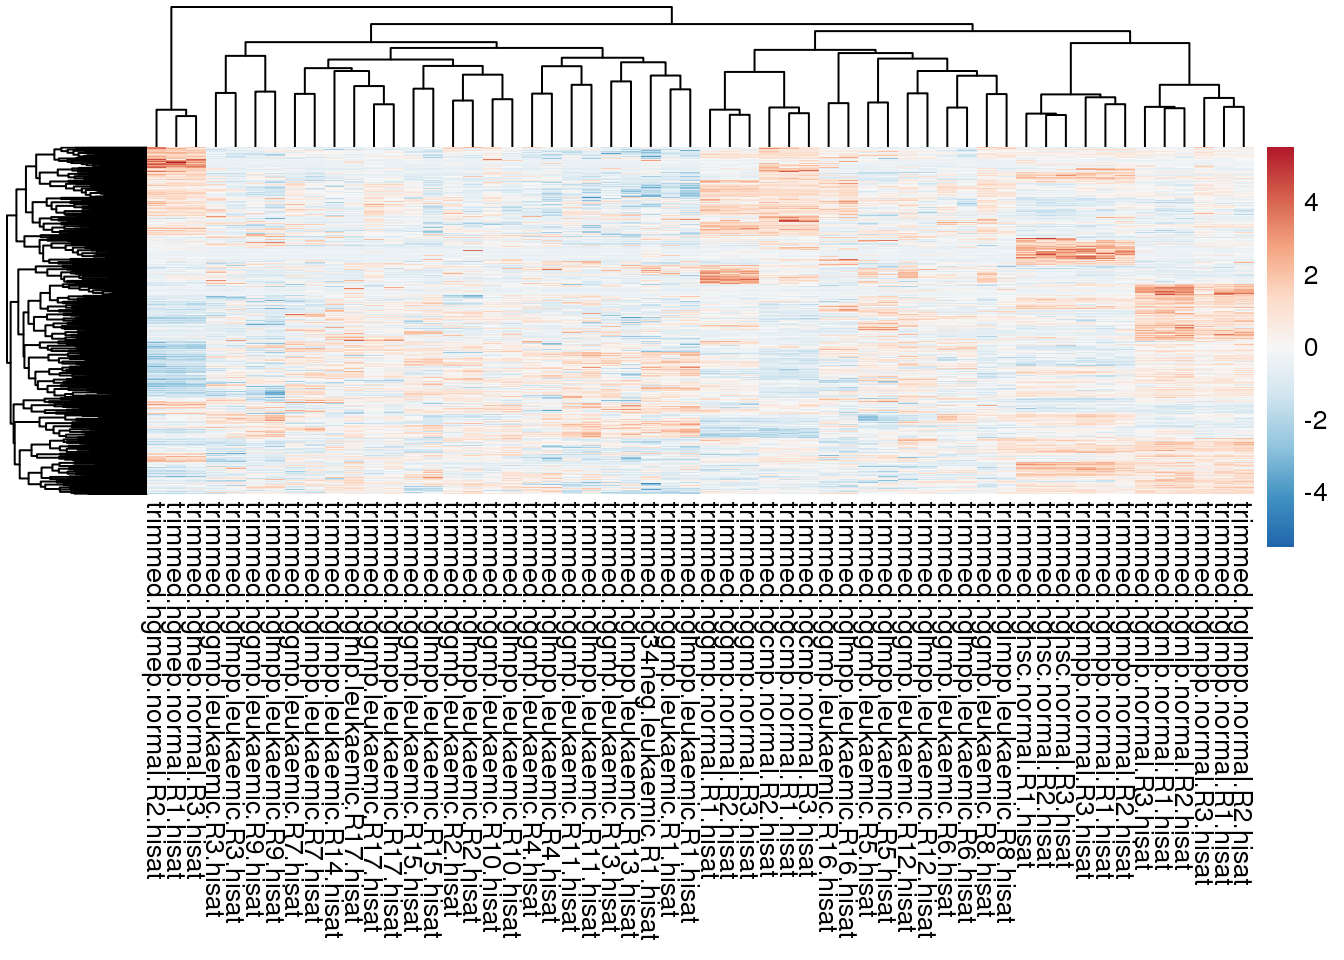 4
2
0
-2
-4
trimmed.hgmep.normal.R2.hisat
trimmed.hgmep.normal.R1.hisat
trimmed.hgmep.normal.R3.hisat
trimmed.hggmp.leukaemic.R3.hisat
trimmed.hglmpp.leukaemic.R3.hisat
trimmed.hggmp.leukaemic.R9.hisat
trimmed.hglmpp.leukaemic.R9.hisat
trimmed.hggmp.leukaemic.R7.hisat
trimmed.hglmpp.leukaemic.R7.hisat
trimmed.hglmpp.leukaemic.R14.hisat
trimmed.hgmpp.leukaemic.R17.hisat
trimmed.hggmp.leukaemic.R17.hisat
trimmed.hglmpp.leukaemic.R17.hisat
trimmed.hggmp.leukaemic.R15.hisat
trimmed.hglmpp.leukaemic.R15.hisat
trimmed.hggmp.leukaemic.R2.hisat
trimmed.hglmpp.leukaemic.R2.hisat
trimmed.hggmp.leukaemic.R10.hisat
trimmed.hglmpp.leukaemic.R10.hisat
trimmed.hggmp.leukaemic.R4.hisat
trimmed.hglmpp.leukaemic.R4.hisat
trimmed.hggmp.leukaemic.R11.hisat
trimmed.hglmpp.leukaemic.R11.hisat
trimmed.hggmp.leukaemic.R13.hisat
trimmed.hglmpp.leukaemic.R13.hisat
trimmed.hg34neg.leukaemic.R1.hisat
trimmed.hggmp.leukaemic.R1.hisat
trimmed.hglmpp.leukaemic.R1.hisat
trimmed.hggmp.normal.R1.hisat
trimmed.hggmp.normal.R2.hisat
trimmed.hggmp.normal.R3.hisat
trimmed.hgcmp.normal.R2.hisat
trimmed.hgcmp.normal.R1.hisat
trimmed.hgcmp.normal.R3.hisat
trimmed.hggmp.leukaemic.R16.hisat
trimmed.hglmpp.leukaemic.R16.hisat
trimmed.hggmp.leukaemic.R5.hisat
trimmed.hglmpp.leukaemic.R5.hisat
trimmed.hggmp.leukaemic.R12.hisat
trimmed.hglmpp.leukaemic.R12.hisat
trimmed.hggmp.leukaemic.R6.hisat
trimmed.hglmpp.leukaemic.R6.hisat
trimmed.hggmp.leukaemic.R8.hisat
trimmed.hglmpp.leukaemic.R8.hisat
trimmed.hghsc.normal.R1.hisat
trimmed.hghsc.normal.R2.hisat
trimmed.hghsc.normal.R3.hisat
trimmed.hgmpp.normal.R3.hisat
trimmed.hgmpp.normal.R1.hisat
trimmed.hgmpp.normal.R2.hisat
trimmed.hgmlp.normal.R3.hisat
trimmed.hgmlp.normal.R1.hisat
trimmed.hgmlp.normal.R2.hisat
trimmed.hglmpp.normal.R3.hisat
trimmed.hglmpp.normal.R1.hisat
trimmed.hglmpp.normal.R2.hisat